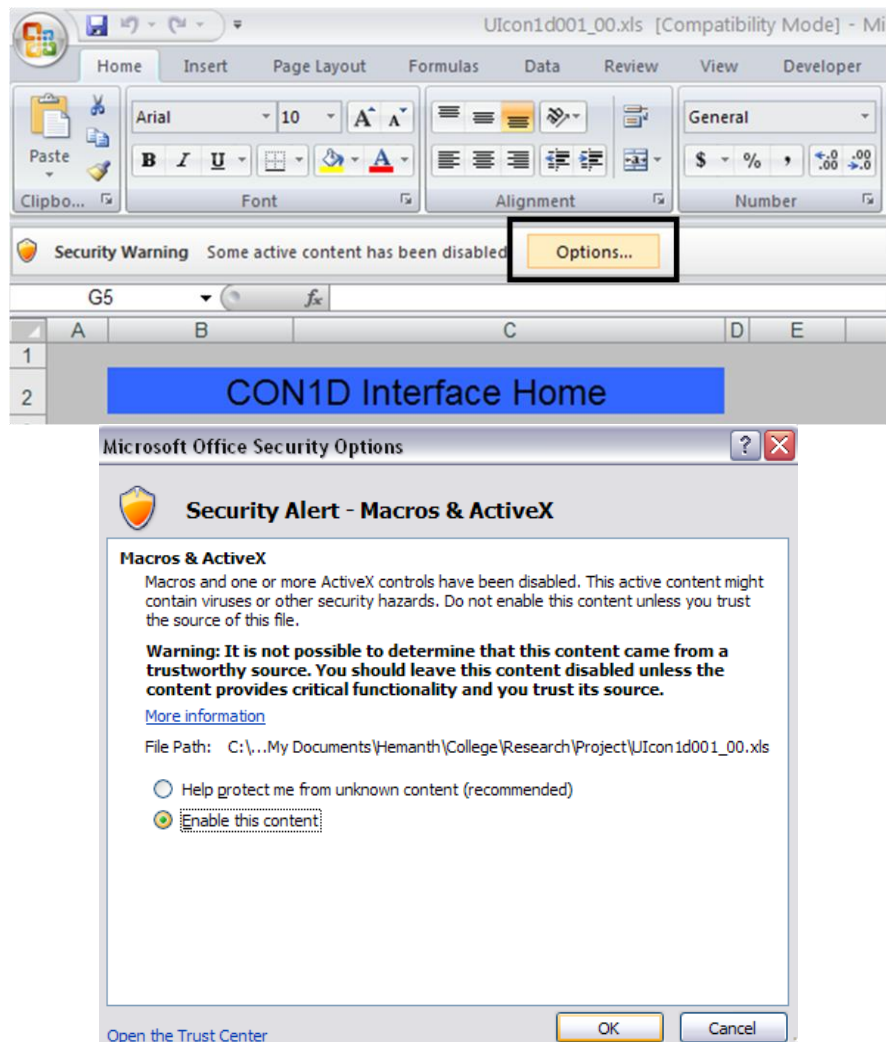 UIcon1d001_00.xls [Compatibility Mode] - Mi
Home Insert Page Layout Formulas Data Review View Developer
Paste Arial 10 A A General
B I U A a $ % , .0 .00 .00 .0
Clipbo... Font Alignment Number
Security Warning Some active content has been disabled Options...
G5 fx
A B C D E
1
2 CON1D Interface Home
Microsoft Office Security Options ?
Security Alert - Macros & ActiveX
Macros & ActiveX
Macros and one or more ActiveX controls have been disabled. This active content might
contain viruses or other security hazards. Do not enable this content unless you trust
the source of this file.
Warning: It is not possible to determine that this content came from a
trustworthy source. You should leave this content disabled unless the
content provides critical functionality and you trust its source.
More information
File Path: C:\...My Documents\Hemanth\College\Research\Project\UIcon1d001_00.xls
Help protect me from unknown content (recommended)
Enable this content
Open the Trust Center OK Cancel